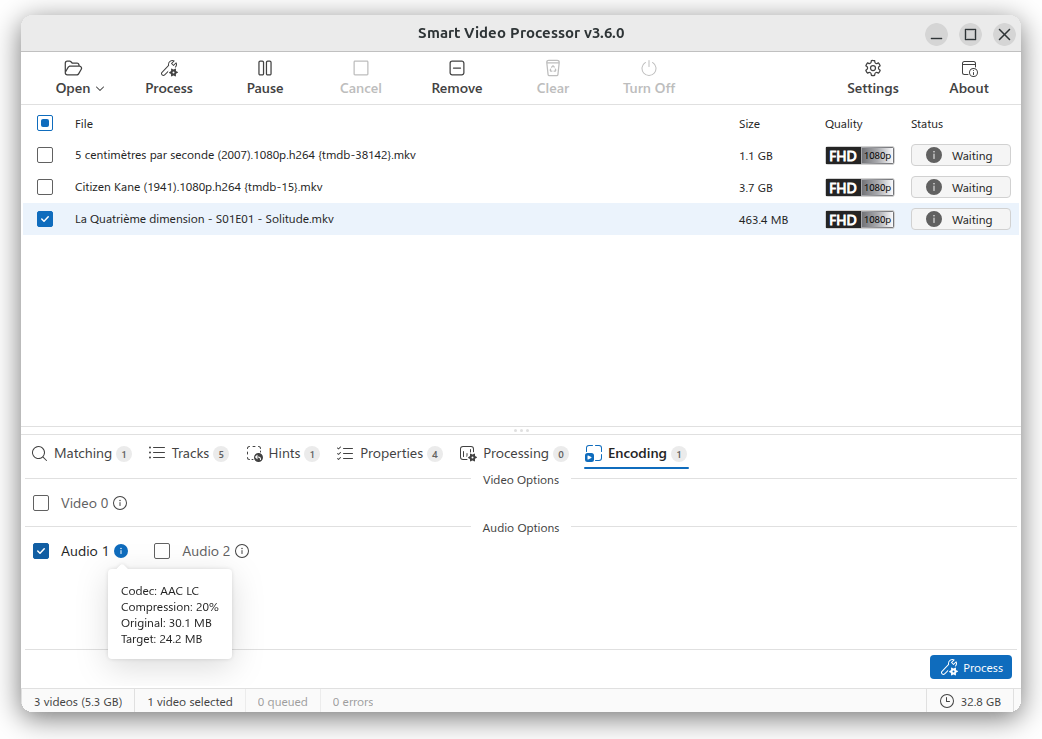 Smart Video Processor v3.6.0
Open Process Pause Cancel Remove Clear Turn Off Settings About
File Size Quality Status
5 centimètres par seconde (2007).1080p.h264 {tmdb-38142}.mkv 1.1 GB FHD 1080p Waiting
Citizen Kane (1941).1080p.h264 {tmdb-15}.mkv 3.7 GB FHD 1080p Waiting
La Quatrième dimension - S01E01 - Solitude.mkv 463.4 MB FHD 1080p Waiting
Matching 1 Tracks 5 Hints 1 Properties 4 Processing 0 Encoding 1
Video Options
Video 0
Audio Options
Audio 1 Audio 2
Codec: AAC LC
Compression: 20%
Original: 30.1 MB
Target: 24.2 MB
Process
3 videos (5.3 GB) 1 video selected 0 queued 0 errors 32.8 GB